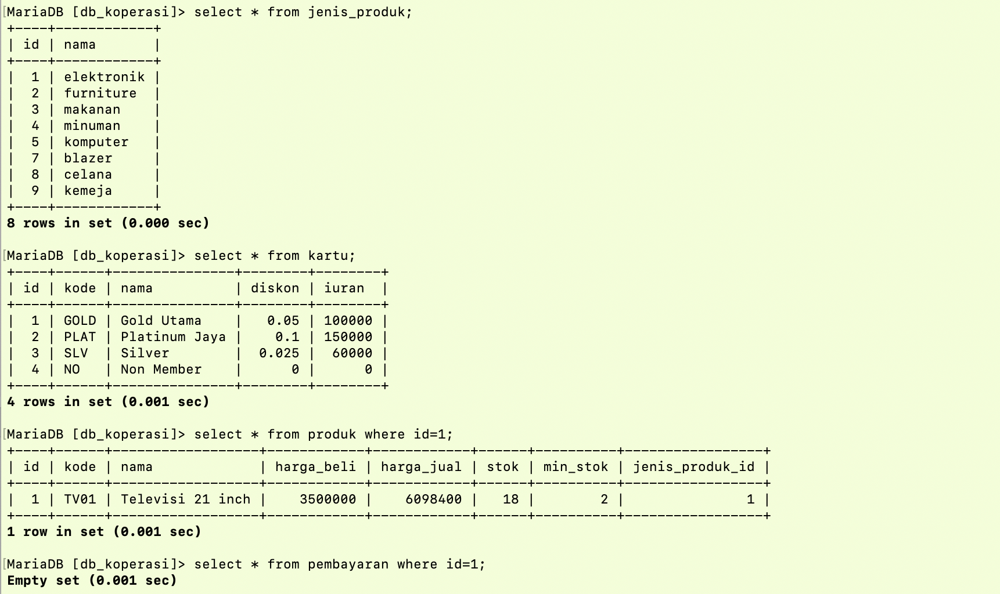 MariaDB [db_koperasi]> select * from jenis_produk;
+----+------------+
| id | nama       |
+----+------------+
|  1 | elektronik |
|  2 | furniture  |
|  3 | makanan    |
|  4 | minuman    |
|  5 | komputer   |
|  7 | blazer     |
|  8 | celana     |
|  9 | kemeja     |
+----+------------+
8 rows in set (0.000 sec)

MariaDB [db_koperasi]> select * from kartu;
+----+------+---------------+--------+--------+
| id | kode | nama          | diskon | iuran  |
+----+------+---------------+--------+--------+
|  1 | GOLD | Gold Utama    |   0.05 | 100000 |
|  2 | PLAT | Platinum Jaya |    0.1 | 150000 |
|  3 | SLV  | Silver        |  0.025 |  60000 |
|  4 | NO   | Non Member    |      0 |      0 |
+----+------+---------------+--------+--------+
4 rows in set (0.001 sec)

MariaDB [db_koperasi]> select * from produk where id=1;
+----+------+------------------+------------+------------+------+----------+-----------------+
| id | kode | nama             | harga_beli | harga_jual | stok | min_stok | jenis_produk_id |
+----+------+------------------+------------+------------+------+----------+-----------------+
|  1 | TV01 | Televisi 21 inch |    3500000 |    6098400 |   18 |        2 |               1 |
+----+------+------------------+------------+------------+------+----------+-----------------+
1 row in set (0.001 sec)

MariaDB [db_koperasi]> select * from pembayaran where id=1;
Empty set (0.001 sec)